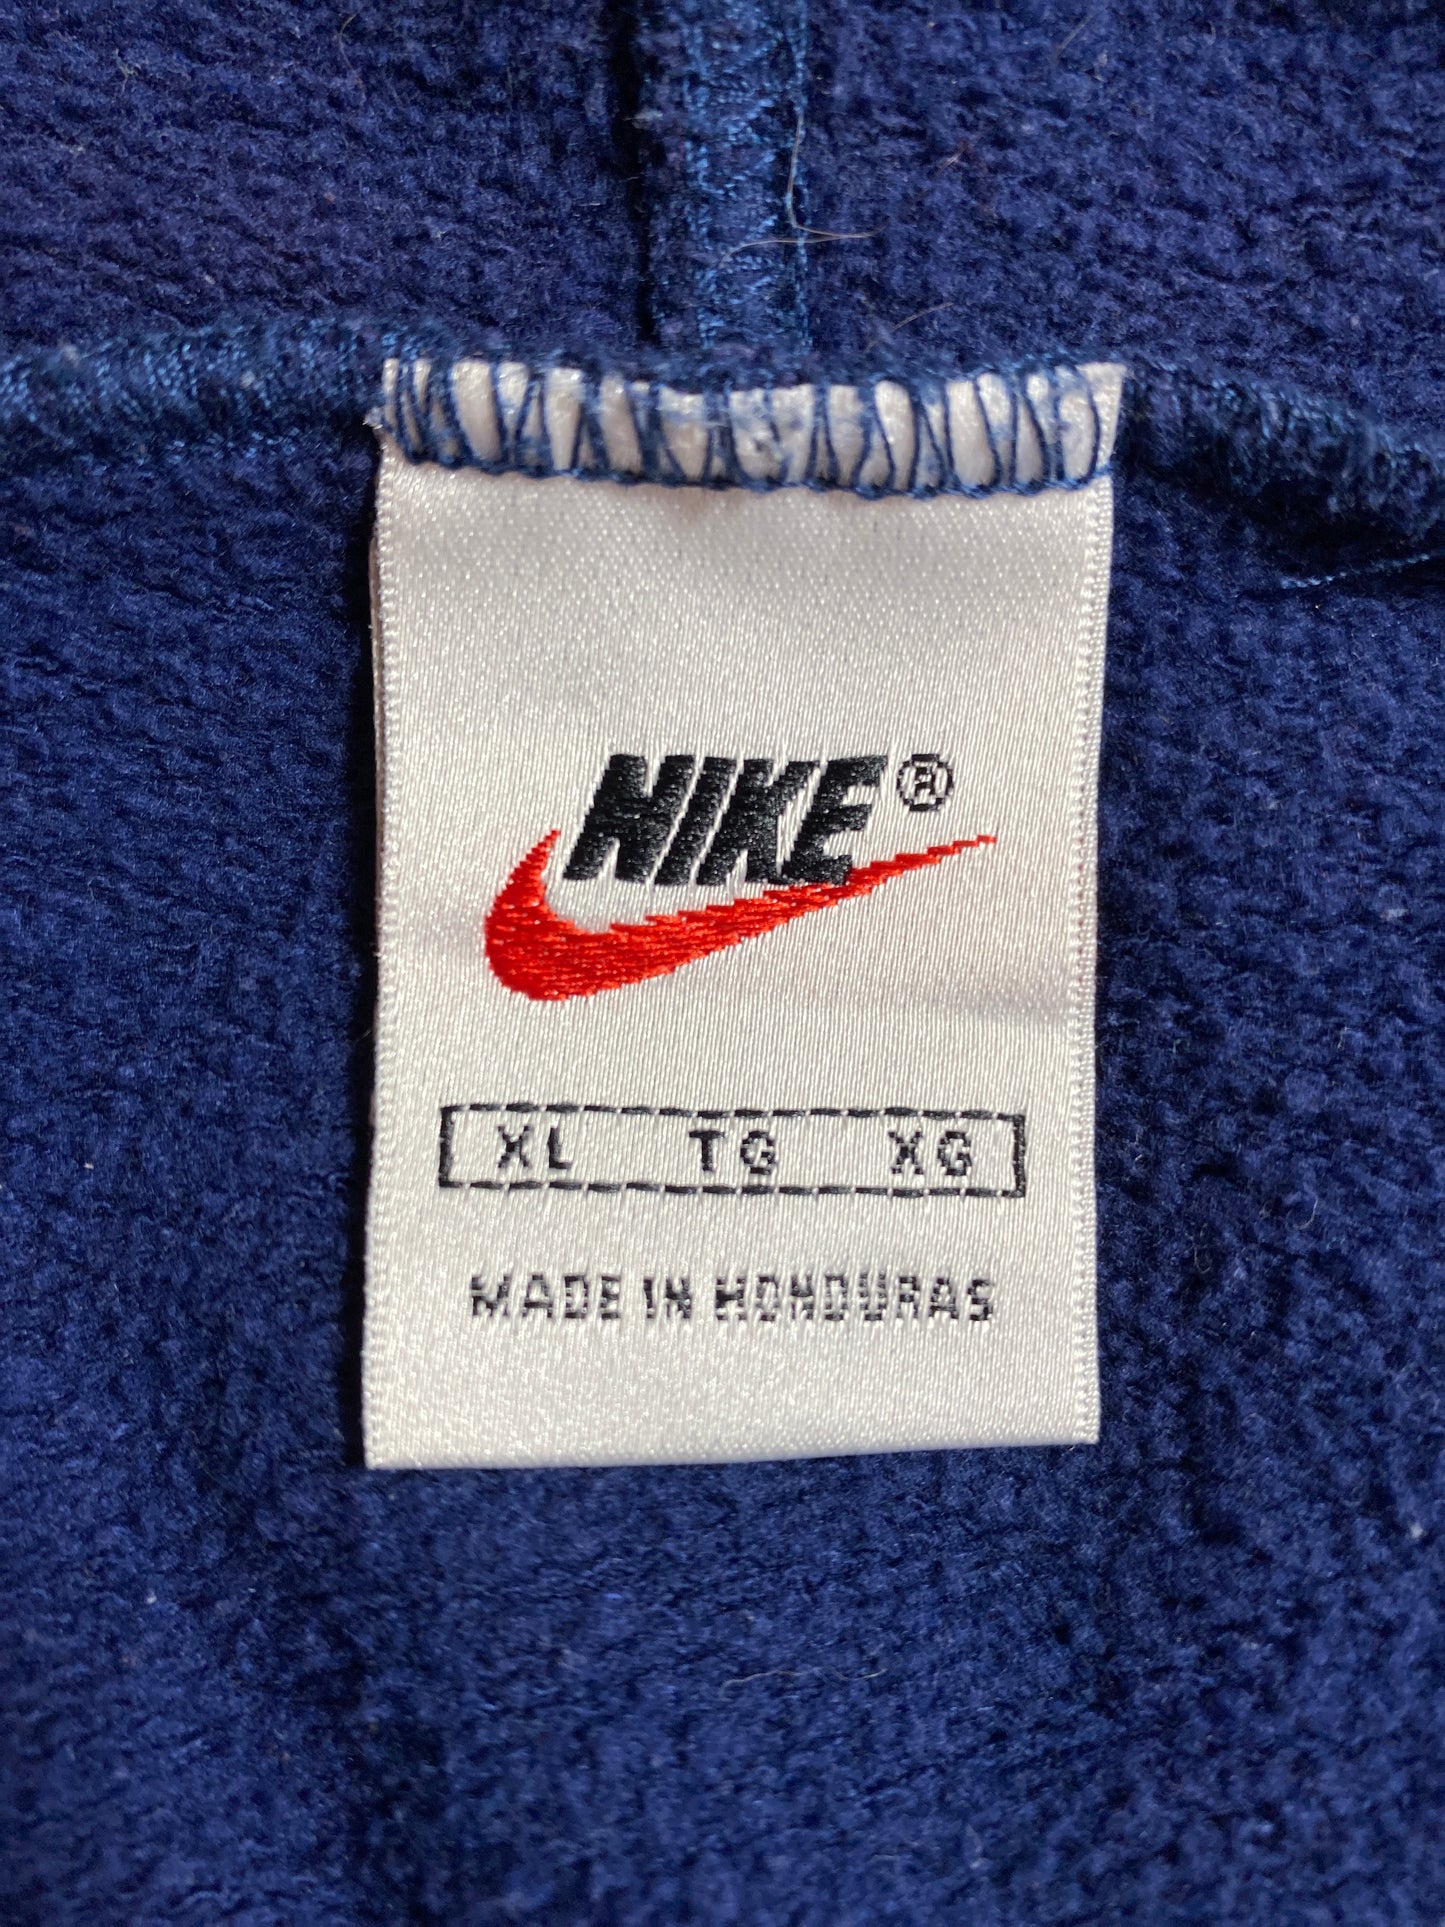 NIKE®
XL TG XG
MADE IN HONDURAS